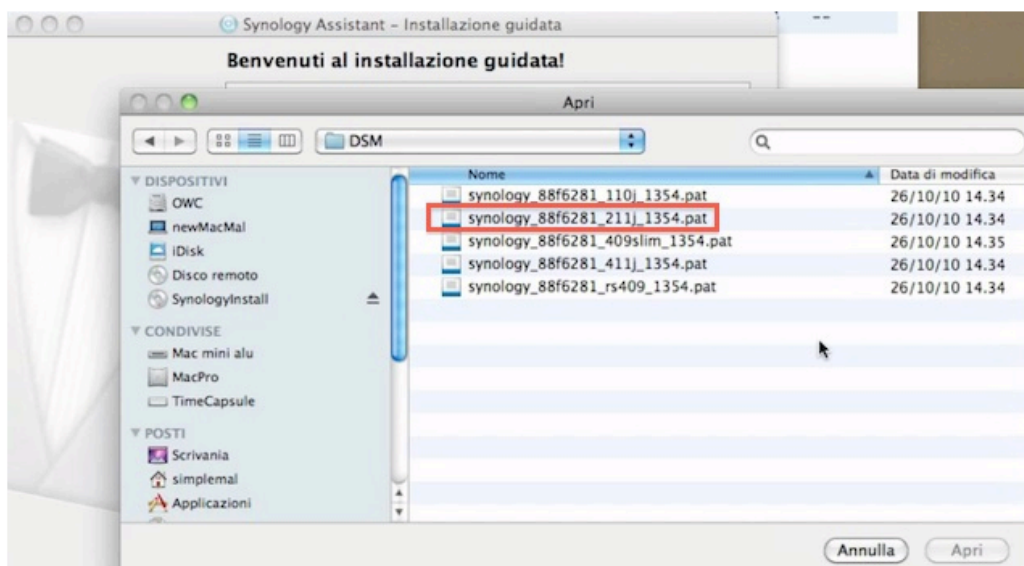 Synology Assistant - Installazione guidata
Benvenuti al installazione guidata!
Apri
DSM
Nome
Data di modifica
DISPOSITIVI
OWC
newMacMal
iDisk
Disco remoto
SynologyInstall
CONDIVISE
Mac mini alu
MacPro
TimeCapsule
POSTI
Scrivania
simplemal
Applicazioni
synology_88f6281_110j_1354.pat 26/10/10 14.34
synology_88f6281_211j_1354.pat 26/10/10 14.34
synology_88f6281_409slim_1354.pat 26/10/10 14.35
synology_88f6281_411j_1354.pat 26/10/10 14.34
synology_88f6281_rs409_1354.pat 26/10/10 14.34
Annulla
Apri